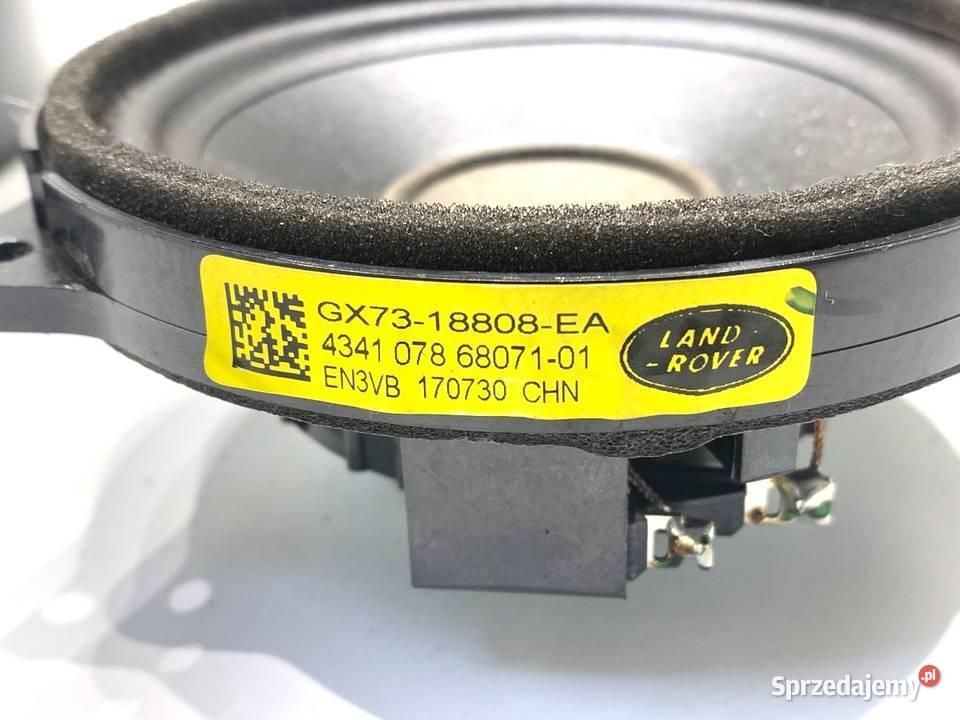 GX73-18808-EA
4341 078 68071-01
EN3VB 170730 CHN
LAND -
- ROVER
Sprzedajemy .pl